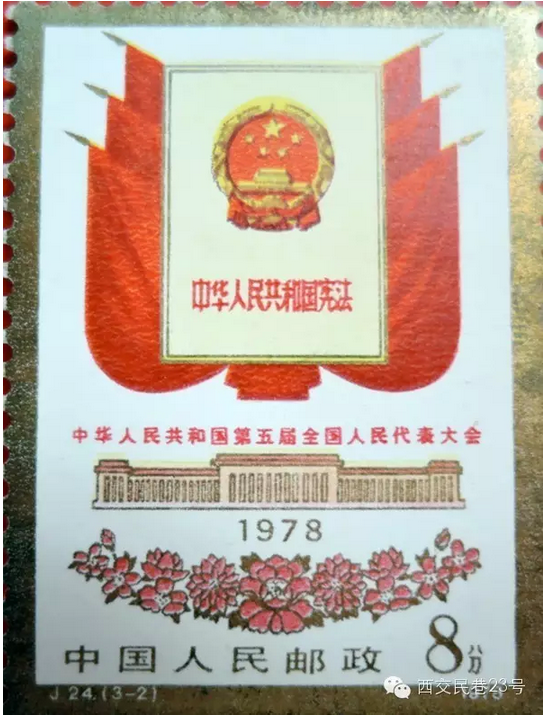 中华人民共和国宪法
中华人民共和国第五届全国人民代表大会
1978
中国人民邮政 8分
J 24.(3-2)
西交民巷23号